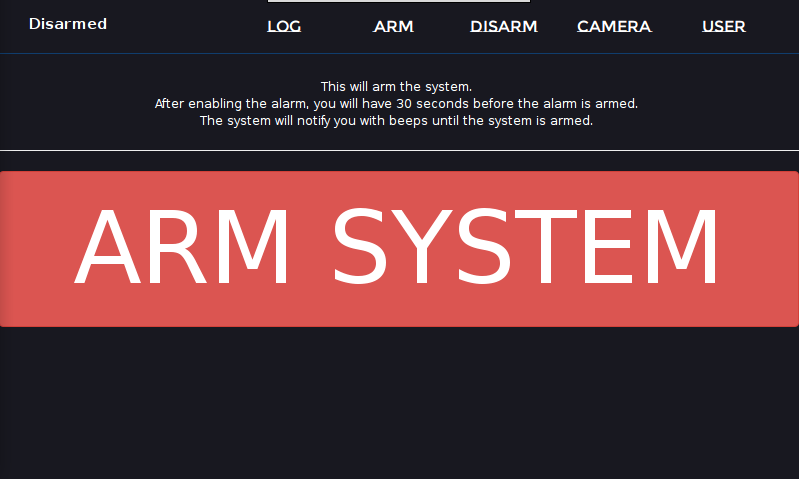 Disarmed LOG ARM DISARM CAMERA USER
This will arm the system.
After enabling the alarm, you will have 30 seconds before the alarm is armed.
The system will notify you with beeps until the system is armed.
ARM SYSTEM